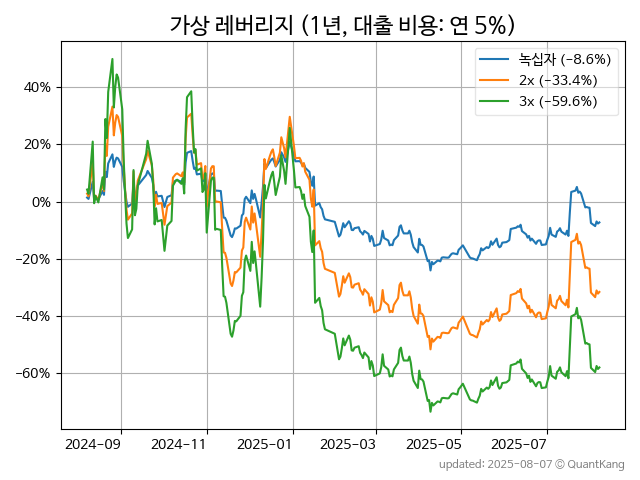 가상 레버리지 (1년, 대출 비용: 연 5%)
녹십자 (−8.6%)
2x (−33.4%)
3x (−59.6%)
40%
20%
0%
−20%
−40%
−60%
2024-09
2024-11
2025-01
2025-03
2025-05
2025-07
updated: 2025-08-07 © QuantKang